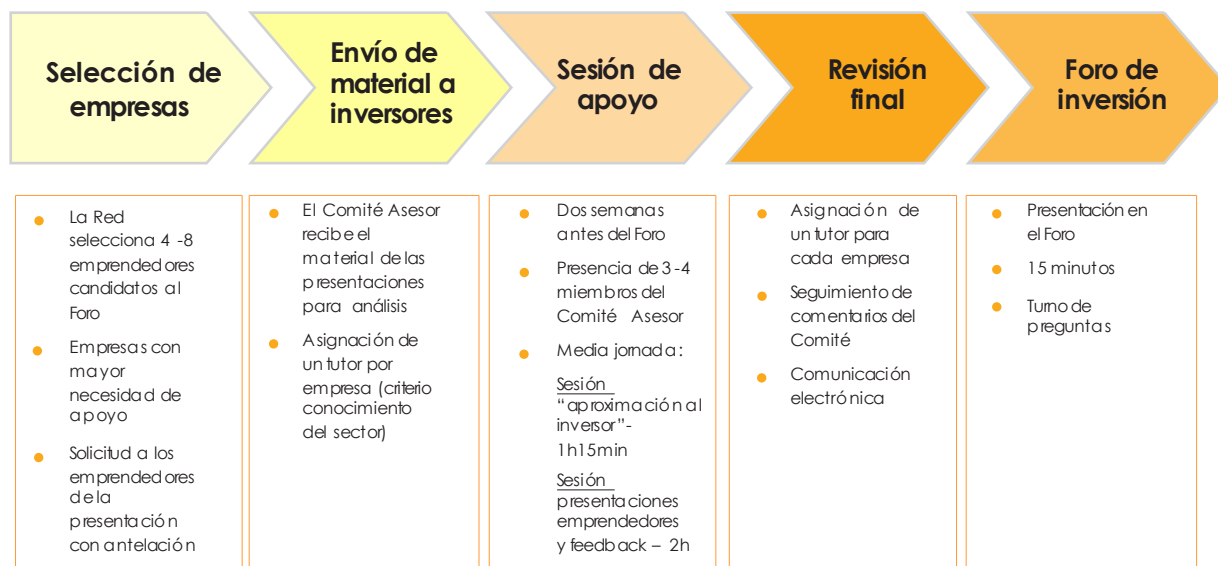 Selección de
empresas
Envío de
material a
inversores
Sesión de
apoyo
Revisión
final
Foro de
inversión
La Red
selecciona 4 -8
emprendedores
candidatos al
Foro
Empresas con
mayor
necesidad de
apoyo
Solicitud a los
emprendedores
de la
presentación
con antelación
El Comité Asesor
recibe el
material de las
presentaciones
para análisis
Asignación de
un tutor por
empresa (criterio
conocimiento
del sector)
Dos semanas
antes del Foro
Presencia de 3-4
miembros del
Comité Asesor
Media jornada:
Sesión
“aproximación al
inversor”-
1h15min
Sesión
presentaciones
emprendedores
y feedback – 2h
Asignación de
un tutor para
cada empresa
Seguimiento de
comentarios del
Comité
Comunicación
electrónica
Presentación en
el Foro
15 minutos
Turno de
preguntas